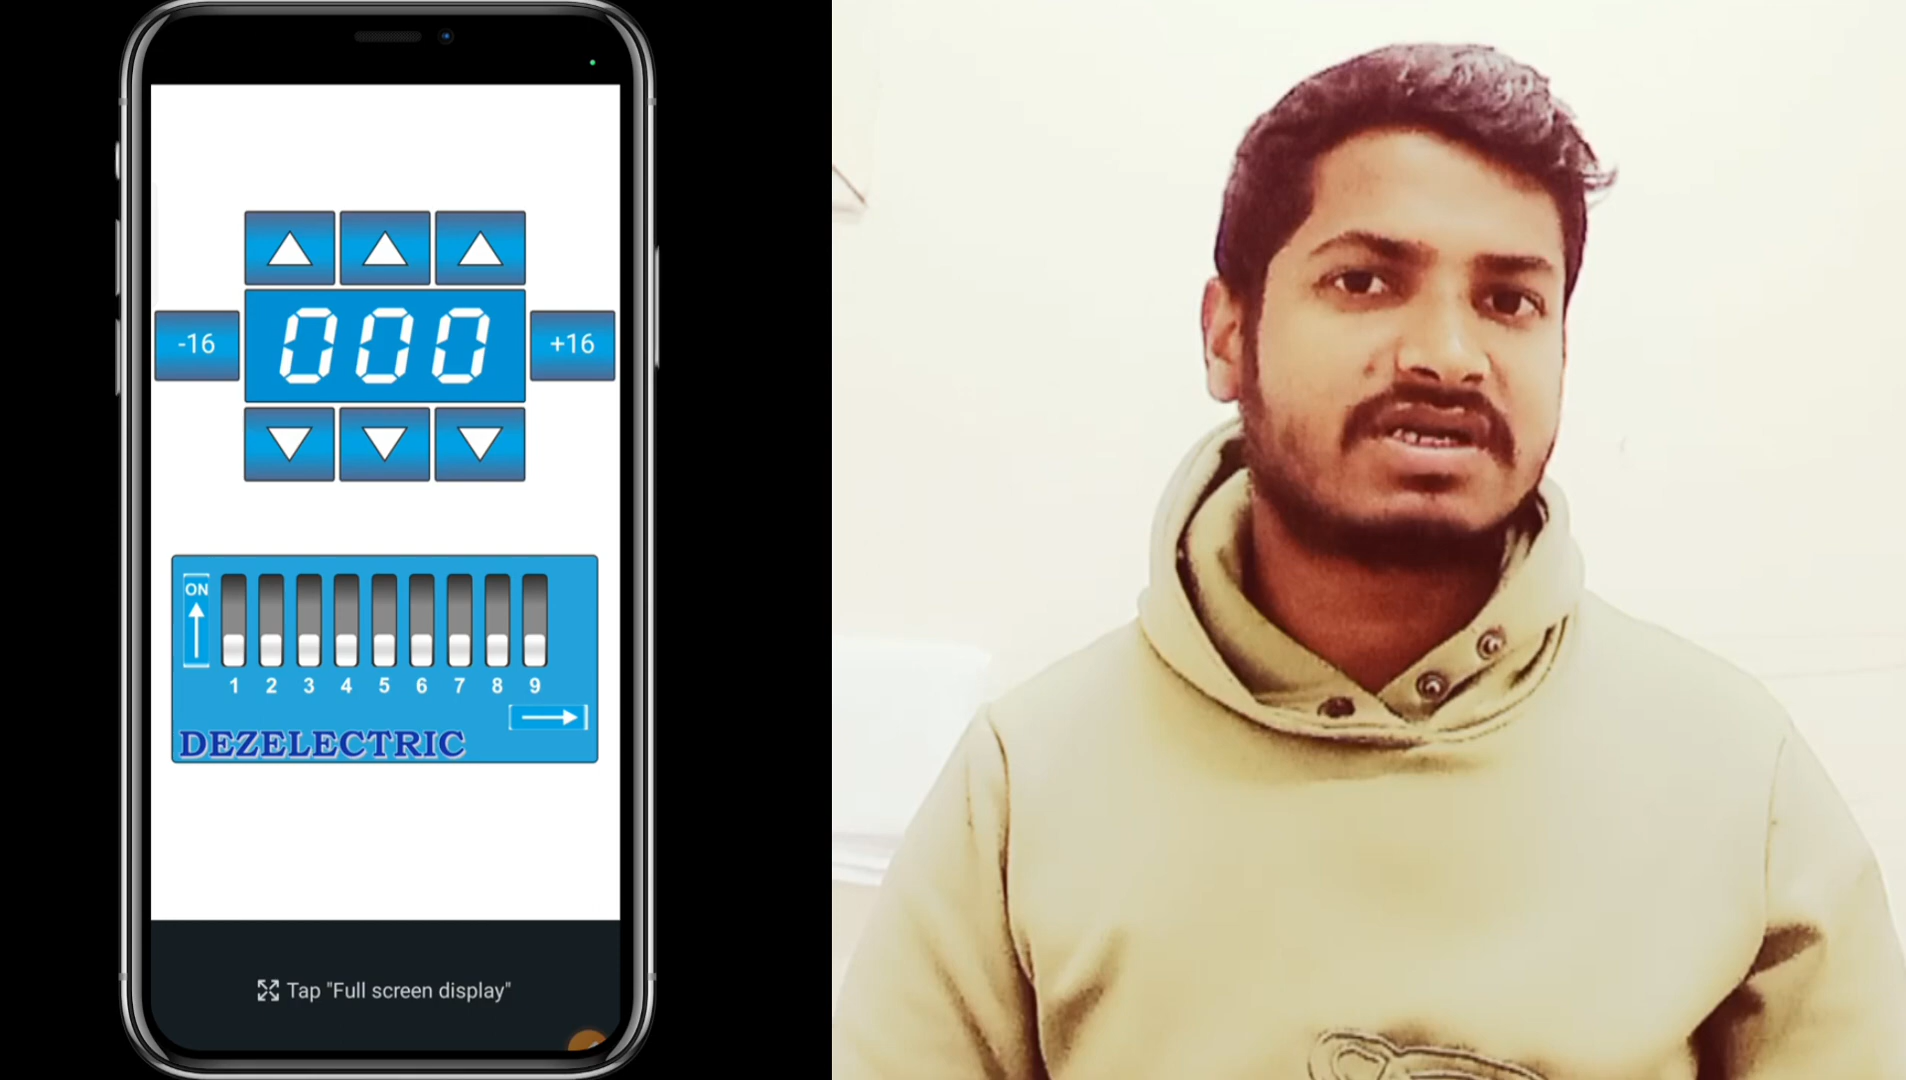 -16
000
+16
ON
1 2 3 4 5 6 7 8 9
DEZELECTRIC
Tap "Full screen display"